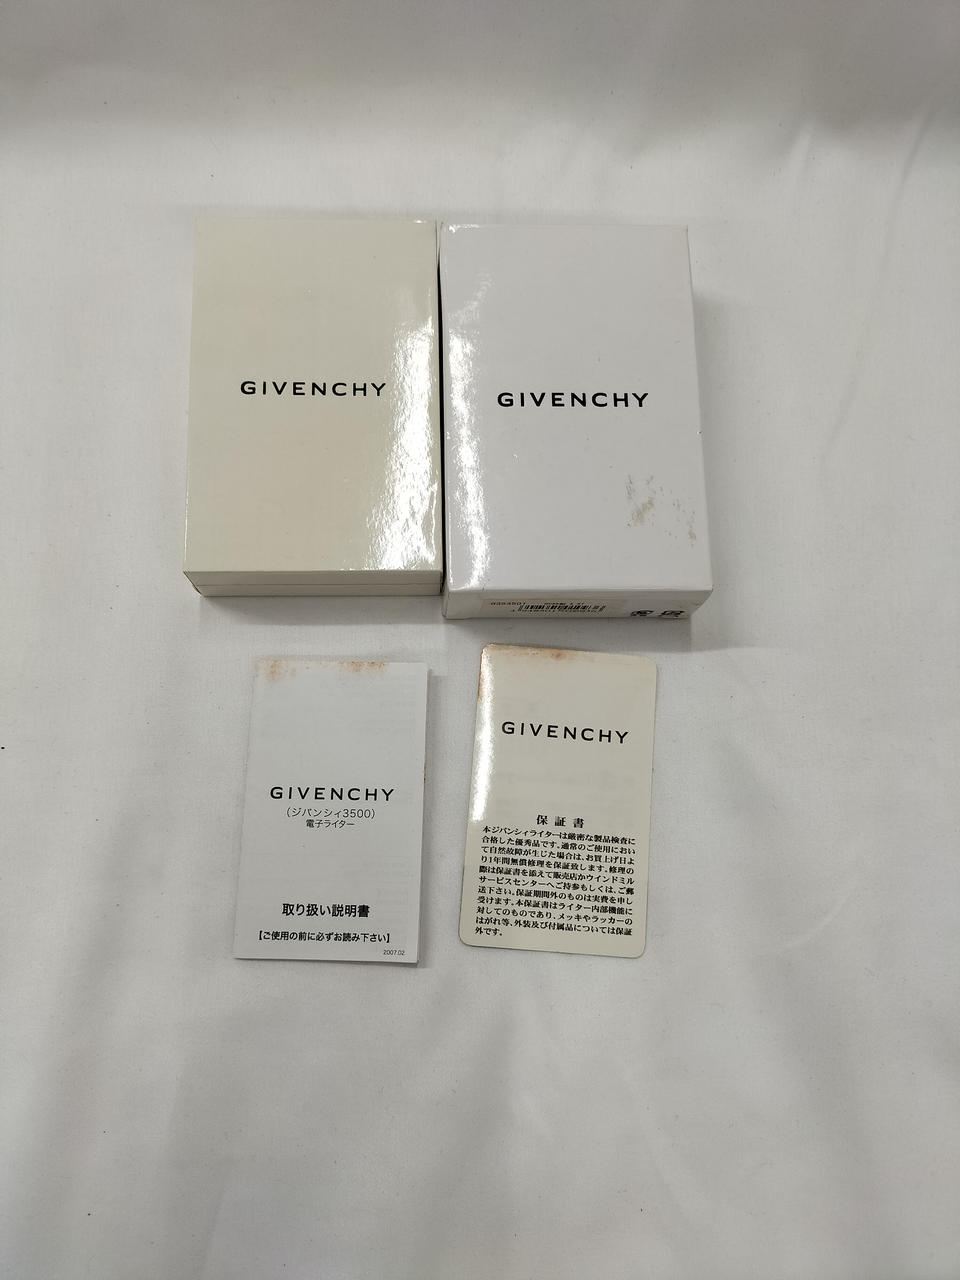 GIVENCHY
GIVENCHY
GIVENCHY
(ジバンシィ3500)
電子ライター
取り扱い説明書
【ご使用の前に必ずお読み下さい】
2007.02
GIVENCHY
保証書
本ジバンシィライターは厳密な製品検査に
合格した優秀品です。通常のご使用におい
て自然故障が生じた場合は、お買上げ日よ
り1年間無償修理を保証致します。修理の
際は保証書を添えて販売店かウインドミル
サービスセンターへご持参もしくは、ご郵
送下さい。保証期間外のものは実費を申し
受けます。本保証書はライター内部機能に
対してのものであり、メッキやラッカーの
はがれ等、外装及び付属品については保証
外です。